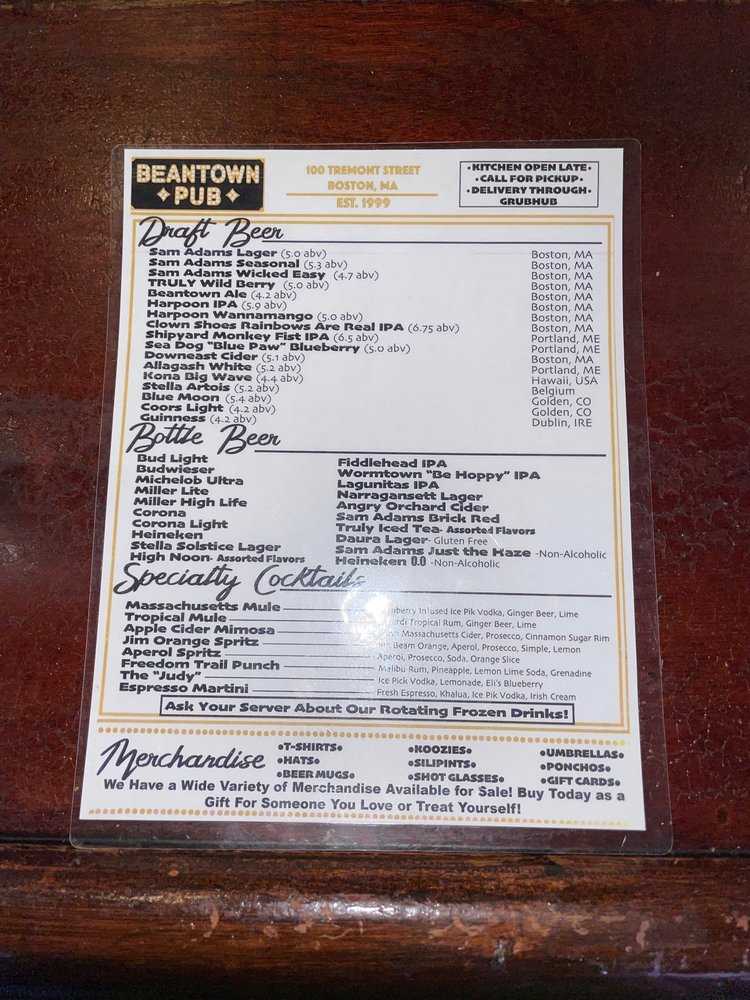 BEANTOWN
PUB
100 TREMONT STREET
BOSTON, MA
EST. 1999
•KITCHEN OPEN LATE•
•CALL FOR PICKUP•
•DELIVERY THROUGH•
GRUBHUB
Draft Beer
Sam Adams Lager (5.0 abv) Boston, MA
Sam Adams Seasonal (5.3 abv) Boston, MA
Sam Adams Wicked Easy (4.7 abv) Boston, MA
TRULY Wild Berry (5.0 abv) Boston, MA
Beantown Ale (4.2 abv) Boston, MA
Harpoon IPA (5.9 abv) Boston, MA
Harpoon Wannamango (5.0 abv) Boston, MA
Clown Shoes Rainbows Are Real IPA (6.75 abv) Boston, MA
Shipyard Monkey Fist IPA (6.5 abv) Portland, ME
Sea Dog "Blue Paw" Blueberry (5.0 abv) Portland, ME
Downeast Cider (5.1 abv) Boston, MA
Allagash White (5.2 abv) Portland, ME
Kona Big Wave (4.4 abv) Hawaii, USA
Stella Artois (5.2 abv) Belgium
Blue Moon (5.4 abv) Golden, CO
Coors Light (4.2 abv) Golden, CO
Guinness (4.2 abv) Dublin, IRE
Bottle Beer
Bud Light
Budwieser
Michelob Ultra
Miller Lite
Miller High Life
Corona
Corona Light
Heineken
Stella Solstice Lager
High Noon- Assorted Flavors
Fiddlehead IPA
Wormtown "Be Hoppy" IPA
Lagunitas IPA
Narragansett Lager
Angry Orchard Cider
Sam Adams Brick Red
Truly Iced Tea- Assorted Flavors
Daura Lager- Gluten Free
Sam Adams Just the Haze -Non-Alcoholic
Heineken 0.0 -Non-Alcoholic
Specialty Cocktails
Massachusetts Mule Infused Ice Pik Vodka, Ginger Beer, Lime
Tropical Mule Tropical Rum, Ginger Beer, Lime
Apple Cider Mimosa Massachusetts Cider, Prosecco, Cinnamon Sugar Rim
Jim Orange Spritz Beam Orange, Aperol, Prosecco, Simple, Lemon
Aperol Spritz Aperol, Prosecco, Soda, Orange Slice
Freedom Trail Punch Malibu Rum, Pineapple, Lemon Lime Soda, Grenadine
The "Judy" Ice Pick Vodka, Lemonade, Eli's Blueberry
Espresso Martini Fresh Espresso, Khalua, Ice Pik Vodka, Irish Cream
Ask Your Server About Our Rotating Frozen Drinks!
Merchandise
•T-SHIRTS•
•HATS•
•BEER MUGS•
•KOOZIES•
•SILIPINTS•
•SHOT GLASSES•
•UMBRELLAS•
•PONCHOS•
•GIFT CARDS•
We Have a Wide Variety of Merchandise Available for Sale! Buy Today as a
Gift For Someone You Love or Treat Yourself!